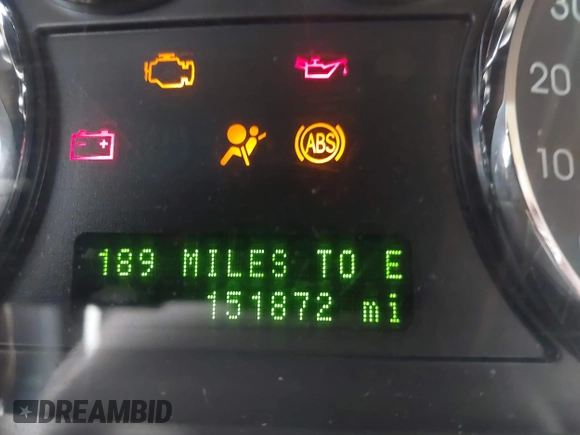 30
20
10
ABS
- +
189 MILES TO E
151872 mi
DREAMBID